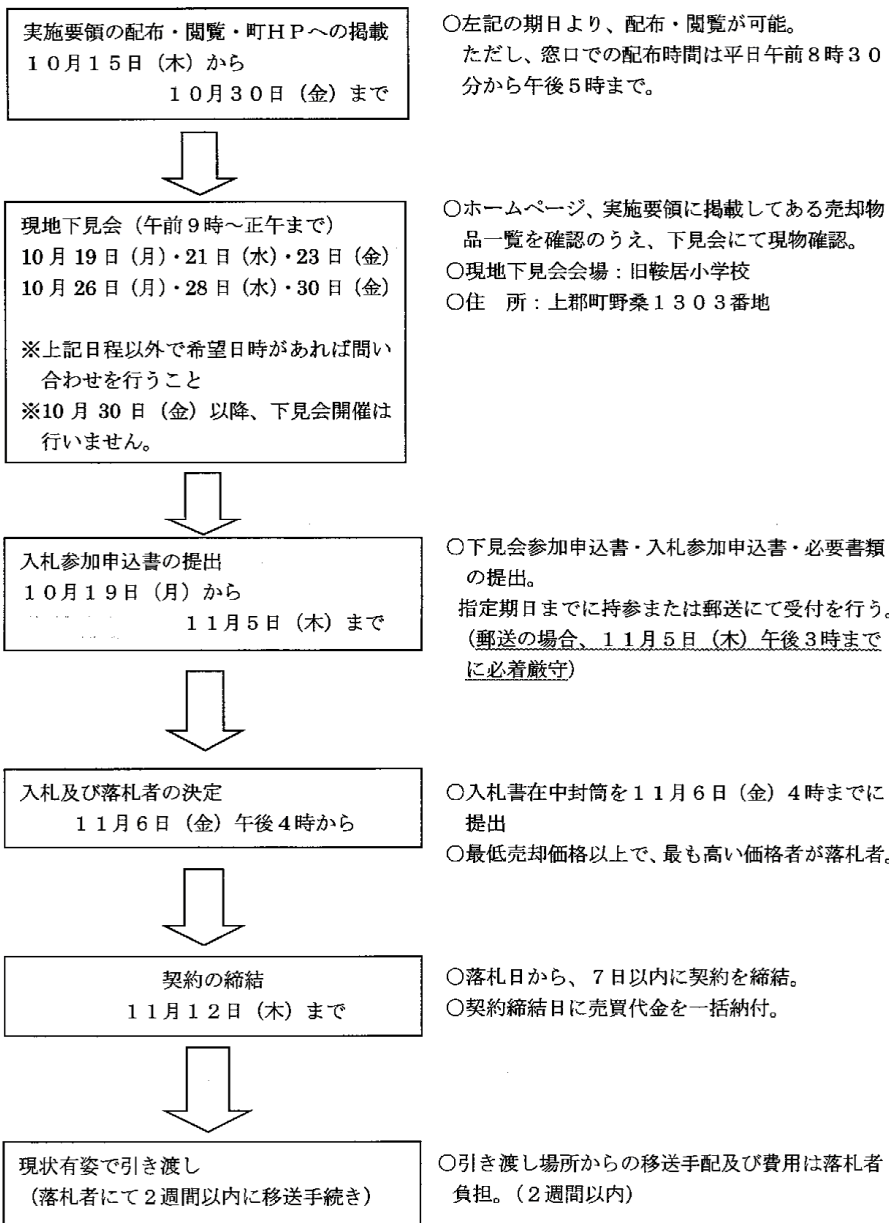 実施要領の配布・閲覧・町ＨＰへの掲載
１０月１５日（木）から
１０月３０日（金）まで
○左記の期日より、配布・閲覧が可能。
ただし、窓口での配布時間は平日午前８時３０
分から午後５時まで。
現地下見会（午前９時～正午まで）
10月19日（月）・21日（水）・23日（金）
10月26日（月）・28日（水）・30日（金）
※上記日程以外で希望日時があれば問い
合わせを行うこと
※10月30日（金）以降、下見会開催は
行いません。
○ホームページ、実施要領に掲載してある売却物
品一覧を確認のうえ、下見会にて現物確認。
○現地下見会会場：旧鞍居小学校
○住　所：上郡町野桑１３０３番地
入札参加申込書の提出
１０月１９日（月）から
１１月５日（木）まで
○下見会参加申込書・入札参加申込書・必要書類
の提出。
指定期日までに持参または郵送にて受付を行う。
（郵送の場合、１１月５日（木）午後３時まで
に必着厳守）
入札及び落札者の決定
１１月６日（金）午後４時から
○入札書在中封筒を１１月６日（金）４時までに
提出
○最低売却価格以上で、最も高い価格者が落札者。
契約の締結
１１月１２日（木）まで
○落札日から、７日以内に契約を締結。
○契約締結日に売買代金を一括納付。
現状有姿で引き渡し
（落札者にて２週間以内に移送手続き）
○引き渡し場所からの移送手配及び費用は落札者
負担。（２週間以内）